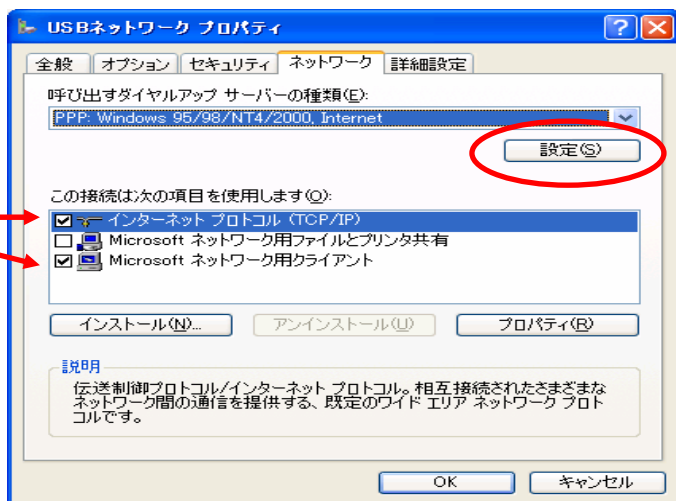 USBネットワーク プロパティ
全般 オプション セキュリティ ネットワーク 詳細設定
呼び出すダイヤルアップ サーバーの種類(E):
PPP: Windows 95/98/NT4/2000, Internet
設定(S)
この接続は次の項目を使用します(O):
インターネット プロトコル (TCP/IP)
Microsoft ネットワーク用ファイルとプリンタ共有
Microsoft ネットワーク用クライアント
インストール(N)... アンインストール(U) プロパティ(R)
説明
伝送制御プロトコル/インターネット プロトコル。相互接続されたさまざまな
ネットワーク間の通信を提供する、既定のワイド エリア ネットワーク プロト
コルです。
OK キャンセル